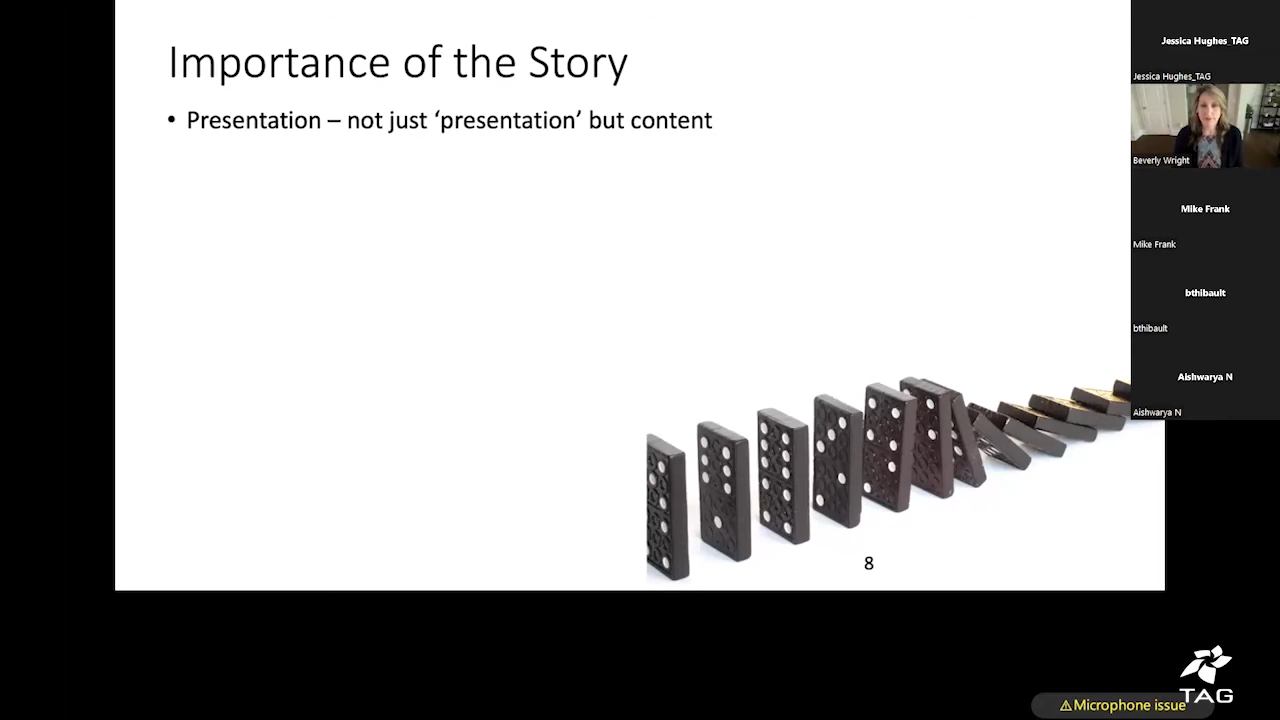 Importance of the Story
• Presentation – not just ‘presentation’ but content
8
Jessica Hughes_TAG
Jessica Hughes_TAG
Beverly Wright
Mike Frank
Mike Frank
bthibault
bthibault
Aishwarya N
Aishwarya N
TAG
⚠Microphone issue